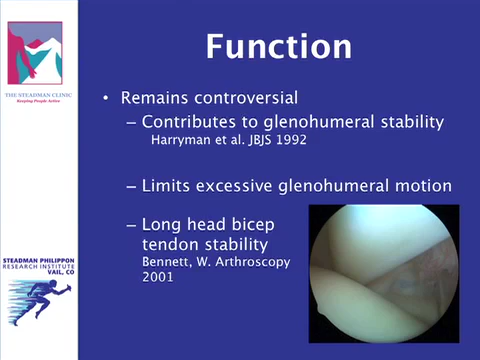 Function
• Remains controversial
– Contributes to glenohumeral stability
Harryman et al. JBJS 1992
– Limits excessive glenohumeral motion
– Long head bicep
tendon stability
Bennett, W. Arthroscopy
2001
THE STEADMAN CLINIC
Keeping People Active
STEADMAN PHILIPPON
RESEARCH INSTITUTE
VAIL, CO